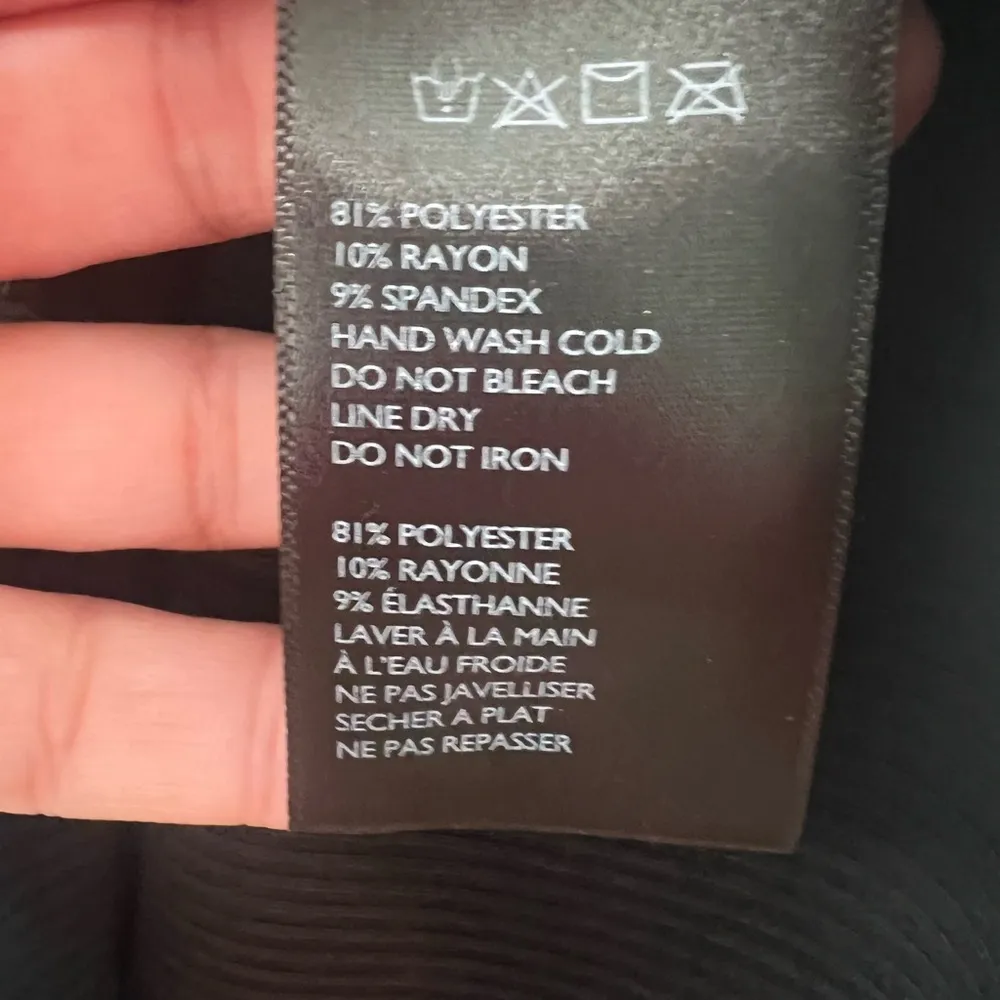 81% POLYESTER
10% RAYON
9% SPANDEX
HAND WASH COLD
DO NOT BLEACH
LINE DRY
DO NOT IRON
81% POLYESTER
10% RAYONNE
9% ÉLASTHANNE
LAVER À LA MAIN
À L'EAU FROIDE
NE PAS JAVELLISER
SECHER A PLAT
NE PAS REPASSER